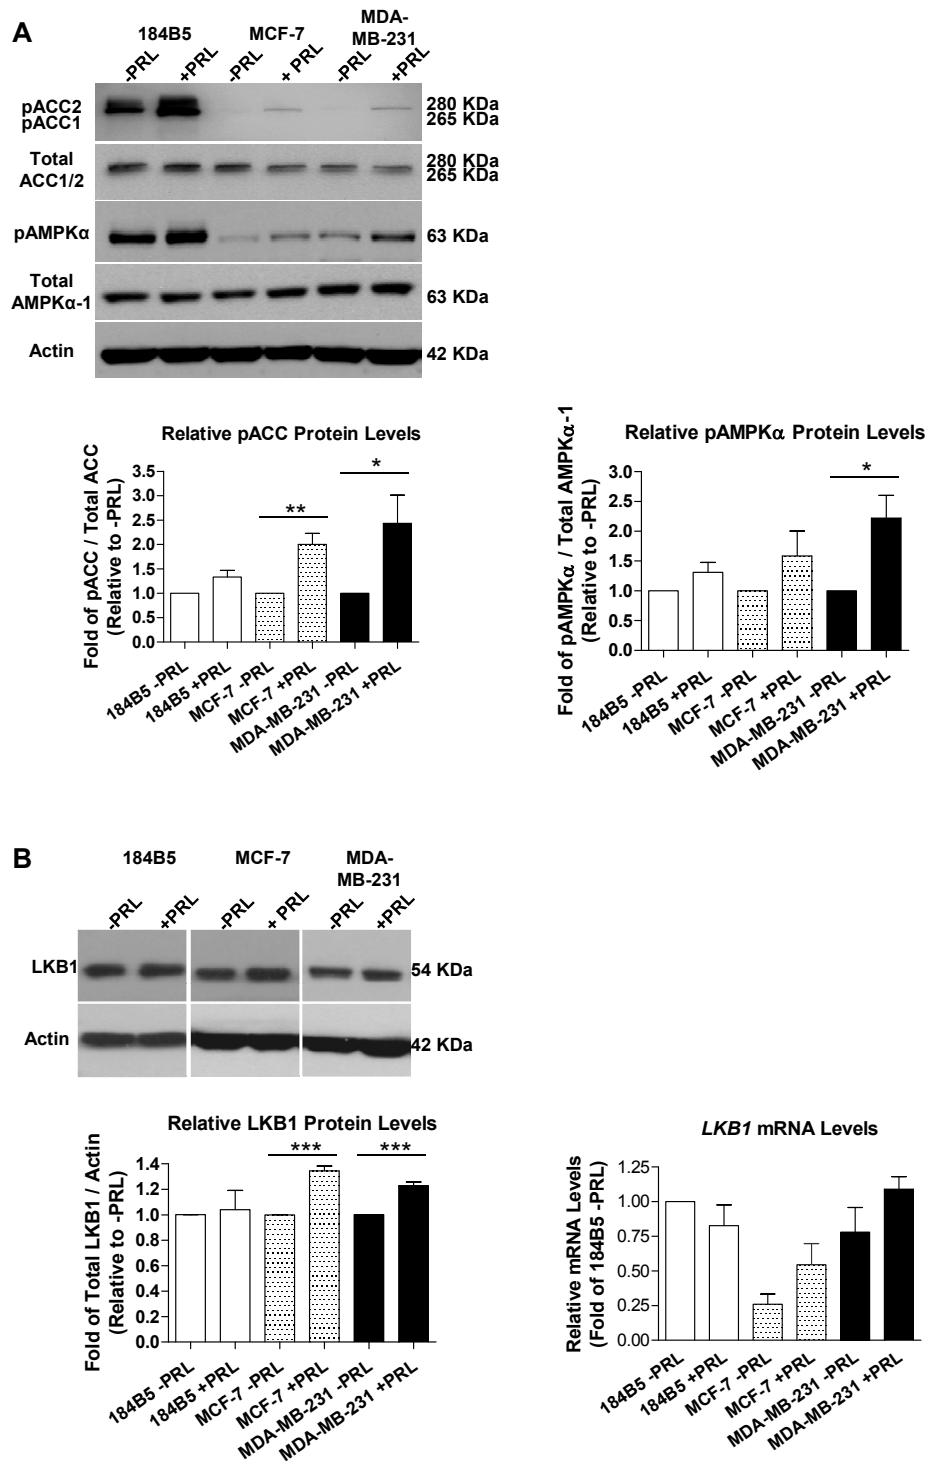 A
184B5 MCF-7 MDA-
MB-231
-PRL +PRL -PRL + PRL -PRL +PRL
pACC2 280 KDa
pACC1 265 KDa
Total 280 KDa
ACC1/2 265 KDa
pAMPKα 63 KDa
Total
AMPKα-1 63 KDa
Actin 42 KDa
Relative pACC Protein Levels
Fold of pACC / Total ACC
(Relative to -PRL)
3.5
3.0
2.5
2.0
1.5
1.0
0.5
0.0
** *
184B5 -PRL
184B5 +PRL
MCF-7 -PRL
MCF-7 +PRL
MDA-MB-231 -PRL
MDA-MB-231 +PRL
Relative pAMPKα Protein Levels
Fold of pAMPKα / Total AMPKα-1
(Relative to -PRL)
3.0
2.5
2.0
1.5
1.0
0.5
0.0
*
184B5 -PRL
184B5 +PRL
MCF-7 -PRL
MCF-7 +PRL
MDA-MB-231 -PRL
MDA-MB-231 +PRL
B
184B5 MCF-7 MDA-
MB-231
-PRL +PRL -PRL + PRL -PRL +PRL
LKB1 54 KDa
Actin 42 KDa
Relative LKB1 Protein Levels
Fold of Total LKB1 / Actin
(Relative to -PRL)
1.4
1.2
1.0
0.8
0.6
0.4
0.2
0.0
*** ***
184B5 -PRL
184B5 +PRL
MCF-7 -PRL
MCF-7 +PRL
MDA-MB-231 -PRL
MDA-MB-231 +PRL
LKB1 mRNA Levels
Relative mRNA Levels
(Fold of 184B5 -PRL)
1.25
1.00
0.75
0.50
0.25
0.00
184B5 -PRL
184B5 +PRL
MCF-7 -PRL
MCF-7 +PRL
MDA-MB-231 -PRL
MDA-MB-231 +PRL